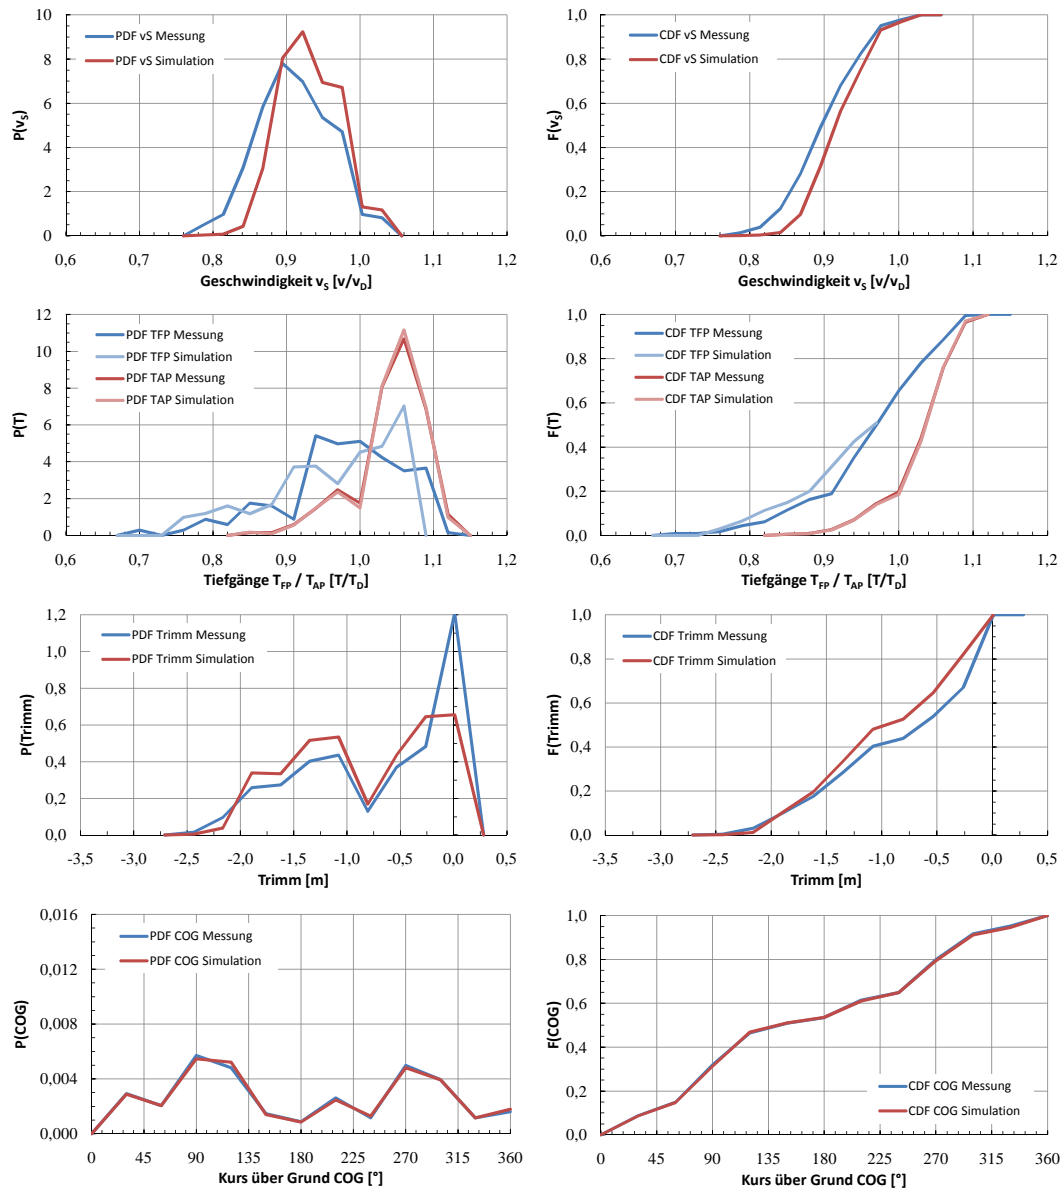 PDF vS Messung
PDF vS Simulation
P(vS)
10
8
6
4
2
0
0,6 0,7 0,8 0,9 1,0 1,1 1,2
Geschwindigkeit vS [v/vD]
CDF vS Messung
CDF vS Simulation
F(vS)
1,0
0,8
0,6
0,4
0,2
0,0
0,6 0,7 0,8 0,9 1,0 1,1 1,2
Geschwindigkeit vS [v/vD]
PDF TFP Messung
PDF TFP Simulation
PDF TAP Messung
PDF TAP Simulation
P(T)
12
10
8
6
4
2
0
0,6 0,7 0,8 0,9 1,0 1,1 1,2
Tiefgänge TFP / TAP [T/TD]
CDF TFP Messung
CDF TFP Simulation
CDF TAP Messung
CDF TAP Simulation
F(T)
1,0
0,8
0,6
0,4
0,2
0,0
0,6 0,7 0,8 0,9 1,0 1,1 1,2
Tiefgänge TFP / TAP [T/TD]
PDF Trimm Messung
PDF Trimm Simulation
P(Trimm)
1,2
1,0
0,8
0,6
0,4
0,2
0,0
-3,5 -3,0 -2,5 -2,0 -1,5 -1,0 -0,5 0,0 0,5
Trimm [m]
CDF Trimm Messung
CDF Trimm Simulation
F(Trimm)
1,0
0,8
0,6
0,4
0,2
0,0
-3,5 -3,0 -2,5 -2,0 -1,5 -1,0 -0,5 0,0 0,5
Trimm [m]
PDF COG Messung
PDF COG Simulation
P(COG)
0,016
0,012
0,008
0,004
0,000
0 45 90 135 180 225 270 315 360
Kurs über Grund COG [°]
CDF COG Messung
CDF COG Simulation
F(COG)
1,0
0,8
0,6
0,4
0,2
0,0
0 45 90 135 180 225 270 315 360
Kurs über Grund COG [°]